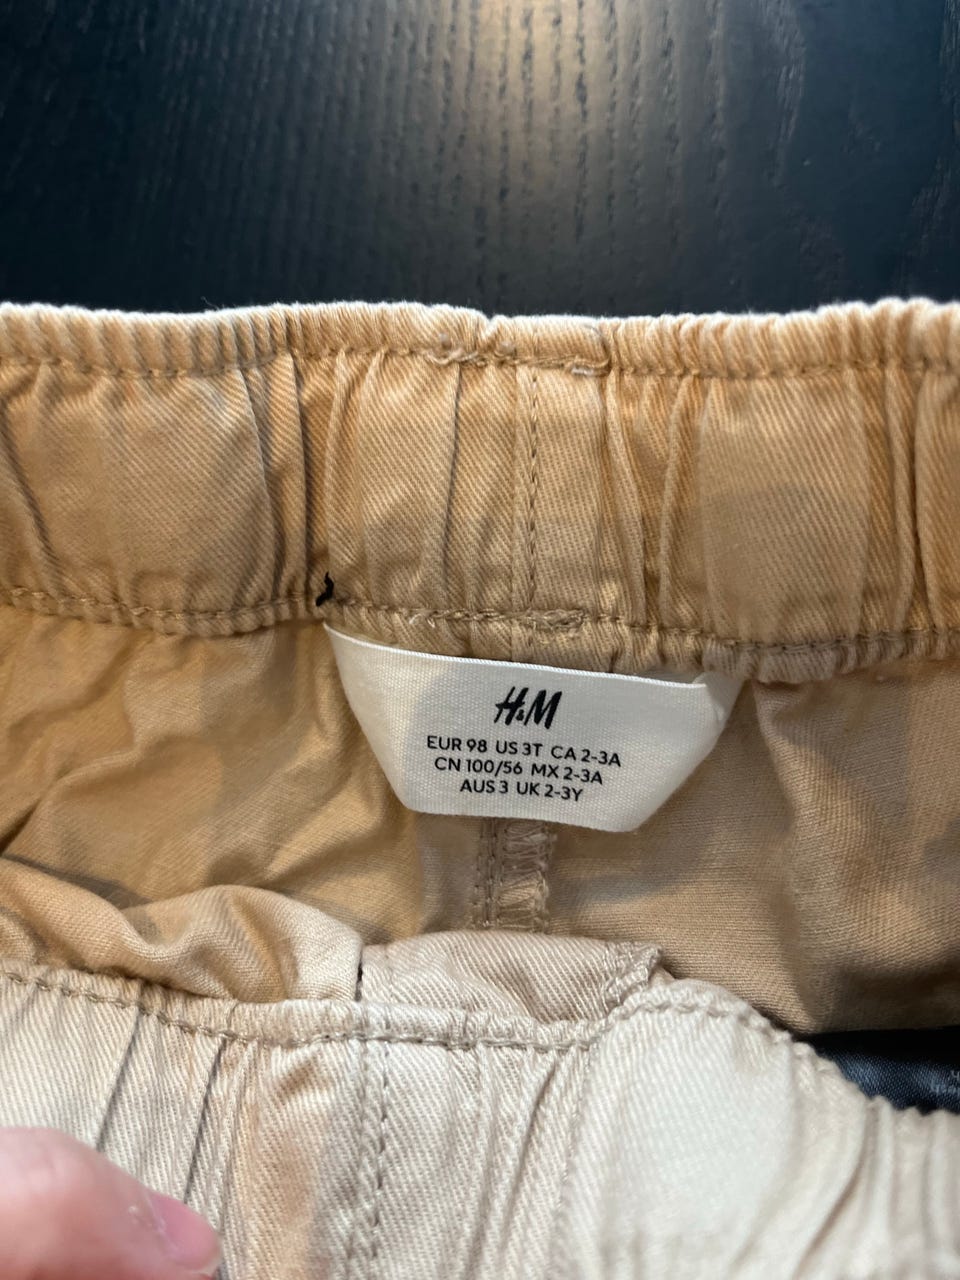 H&M
EUR 98 US 3T CA 2-3A
CN 100/56 MX 2-3A
AUS 3 UK 2-3Y